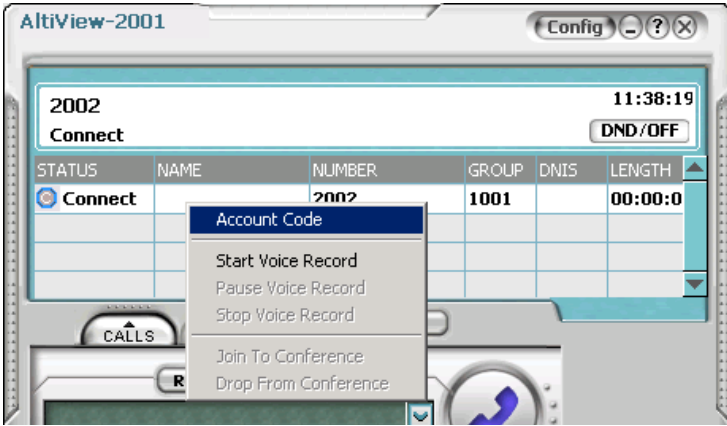 AltiView-2001
Config ?
2002
11:38:19
Connect
DND/OFF
STATUS NAME NUMBER GROUP DNIS LENGTH
Connect 2002 1001 00:00:0
Account Code
Start Voice Record
Pause Voice Record
Stop Voice Record
CALLS
Join To Conference
R
Drop From Conference